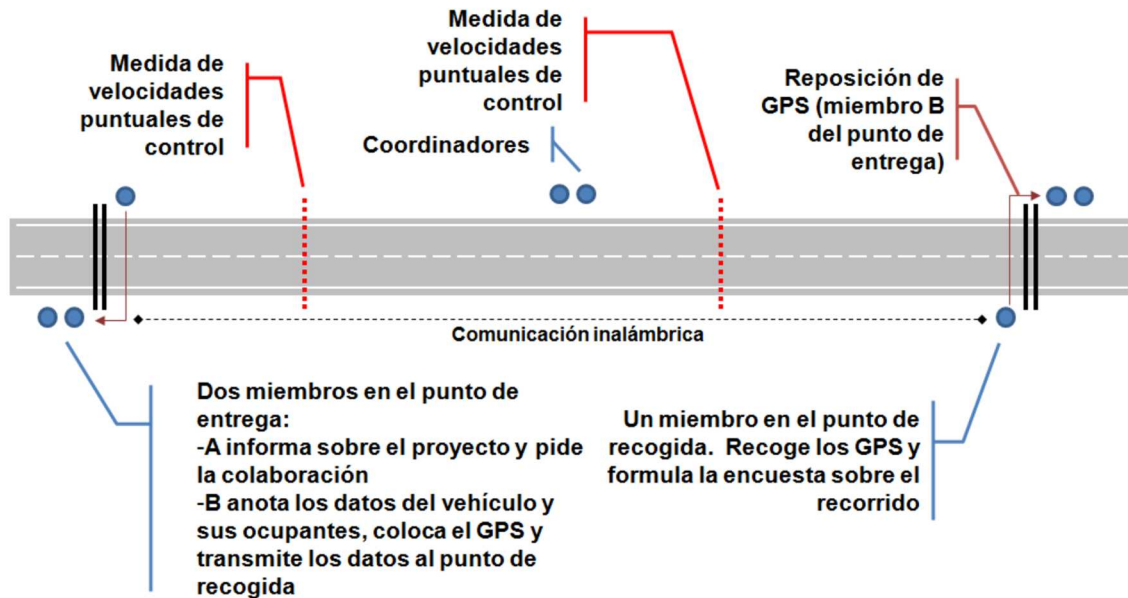 Medida de
velocidades
puntuales de
control
Medida de
velocidades
puntuales de
control
Coordinadores
Reposición de
GPS (miembro B
del punto de
entrega)
Comunicación inalámbrica
Dos miembros en el punto de
entrega:
-A informa sobre el proyecto y pide
la colaboración
-B anota los datos del vehículo y
sus ocupantes, coloca el GPS y
transmite los datos al punto de
recogida
Un miembro en el punto de
recogida.  Recoge los GPS y
formula la encuesta sobre el
recorrido